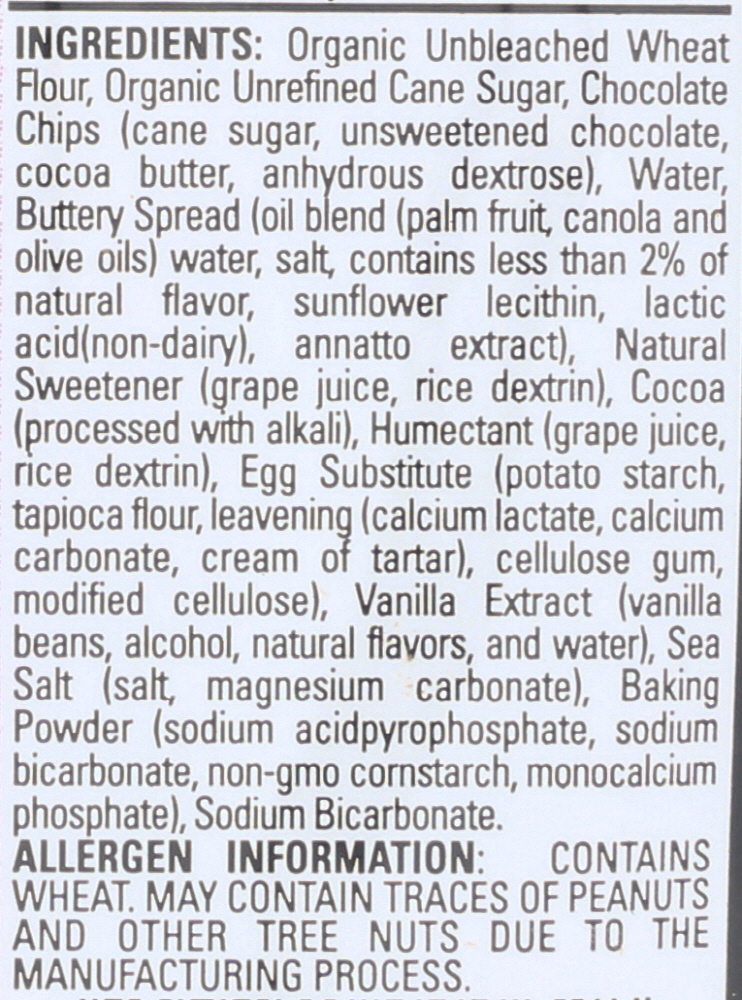 INGREDIENTS: Organic Unbleached Wheat
Flour, Organic Unrefined Cane Sugar, Chocolate
Chips (cane sugar, unsweetened chocolate,
cocoa butter, anhydrous dextrose), Water,
Buttery Spread (oil blend (palm fruit, canola and
olive oils) water, salt, contains less than 2% of
natural flavor, sunflower lecithin, lactic
acid(non-dairy), annatto extract), Natural
Sweetener (grape juice, rice dextrin), Cocoa
(processed with alkali), Humectant (grape juice,
rice dextrin), Egg Substitute (potato starch,
tapioca flour, leavening (calcium lactate, calcium
carbonate, cream of tartar), cellulose gum,
modified cellulose), Vanilla Extract (vanilla
beans, alcohol, natural flavors, and water), Sea
Salt (salt, magnesium carbonate), Baking
Powder (sodium acidpyrophosphate, sodium
bicarbonate, non-gmo cornstarch, monocalcium
phosphate), Sodium Bicarbonate.
ALLERGEN INFORMATION: CONTAINS
WHEAT. MAY CONTAIN TRACES OF PEANUTS
AND OTHER TREE NUTS DUE TO THE
MANUFACTURING PROCESS.